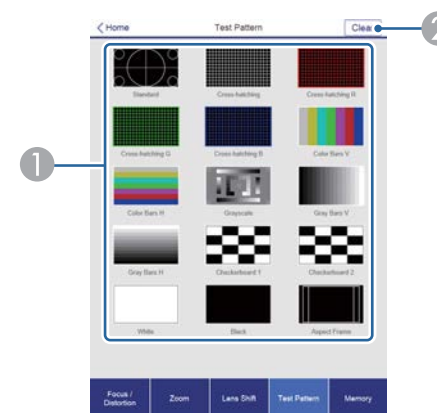 Home Test Pattern Clear
2
Standard Cross-hatching Cross-hatching R
1
Cross-hatching G Cross-hatching B Color Bars V
Color Bars H Grayscale Gray Bars V
Gray Bars H Checkerboard 1 Checkerboard 2
White Black Aspect Frame
Focus / Distortion Zoom Lens Shift Test Pattern Memory